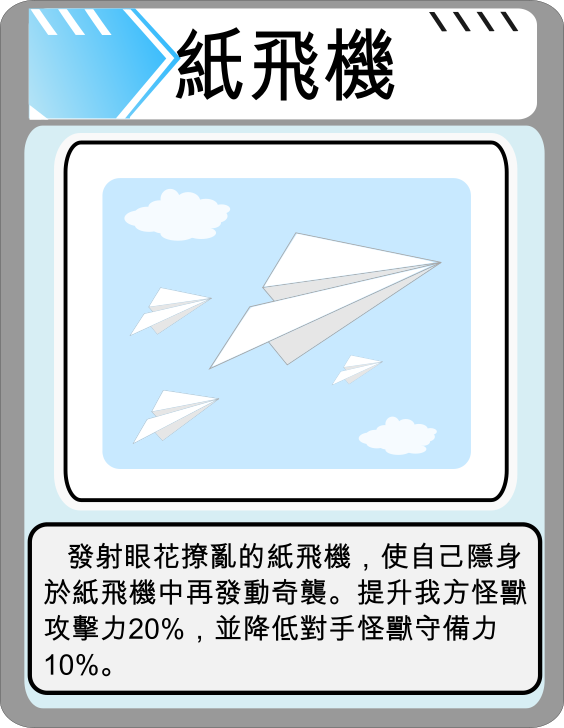 紙飛機
發射眼花撩亂的紙飛機，使自己隱身
於紙飛機中再發動奇襲。提升我方怪獸
攻擊力20%，並降低對手怪獸守備力
10%。